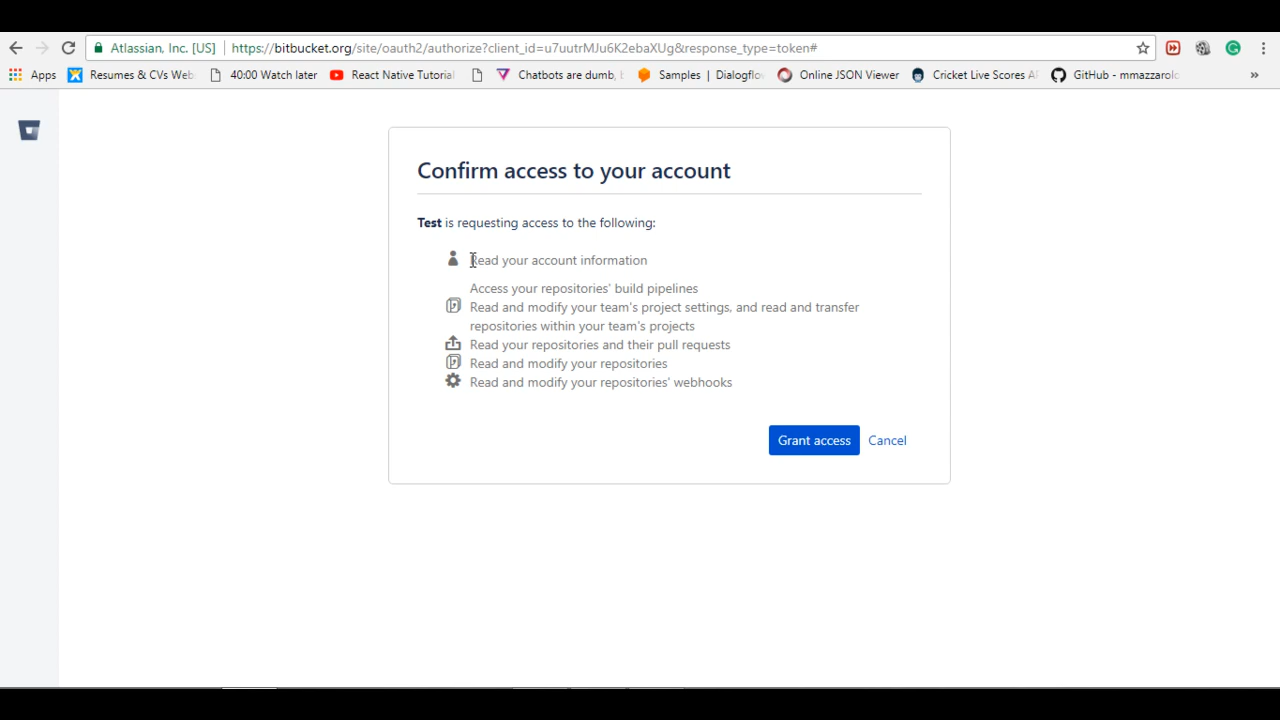 Atlassian, Inc. [US] https://bitbucket.org/site/oauth2/authorize?client_id=u7uutrMJu6K2ebaXUg&response_type=token#
Apps Resumes & CVs Web 40:00 Watch later React Native Tutorial Chatbots are dumb, Samples | Dialogflo Online JSON Viewer Cricket Live Scores A GitHub - mmazzarolo »
Confirm access to your account
Test is requesting access to the following:
Read your account information
Access your repositories' build pipelines
Read and modify your team's project settings, and read and transfer
repositories within your team's projects
Read your repositories and their pull requests
Read and modify your repositories
Read and modify your repositories' webhooks
Grant access Cancel